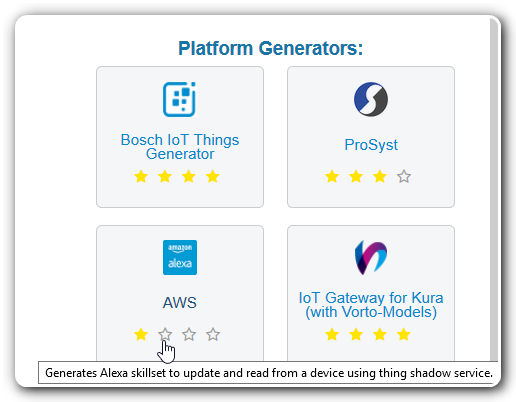 Platform Generators:
Bosch IoT Things
Generator
ProSyst
amazon
alexa
AWS
IoT Gateway for Kura
(with Vorto-Models)
Generates Alexa skillset to update and read from a device using thing shadow service.